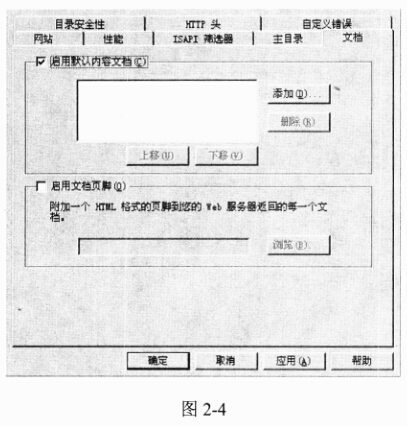 目录安全性 HTTP 头 自定义错误
网站 性能 ISAPI 筛选器 主目录 文档
启用默认内容文档(C)
添加(D)...
删除(R)
上移(U) 下移(V)
启用文档页脚(O)
附加一个 HTML 格式的页脚到您的 Web 服务器返回的每一个文
档。
浏览(B)...
确定 取消 应用(A) 帮助
图 2-4